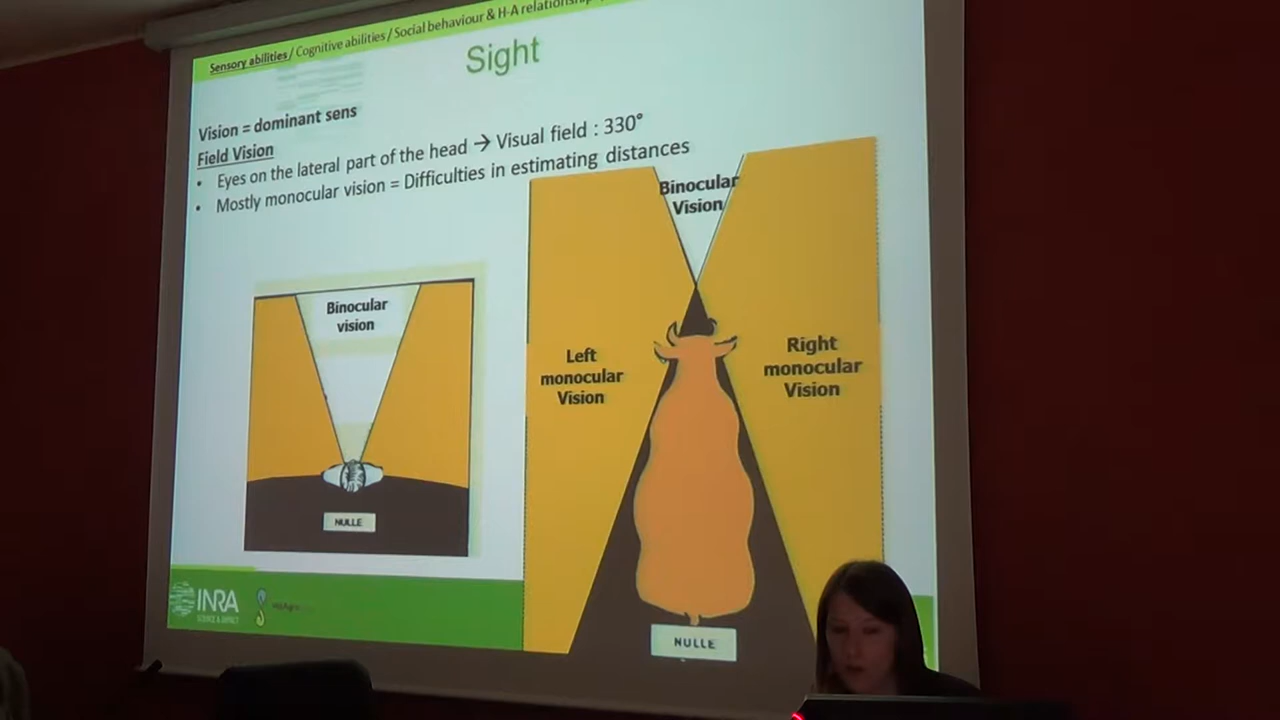 Sensory abilities / Cognitive abilities / Social behaviour & H-A relationship
Sight
Vision = dominant sens
Field Vision
• Eyes on the lateral part of the head → Visual field : 330°
• Mostly monocular vision = Difficulties in estimating distances
Binocular
vision
NULLE
Binocular
Vision
Left
monocular
Vision
Right
monocular
Vision
NULLE
INRA
SCIENCE & IMPACT